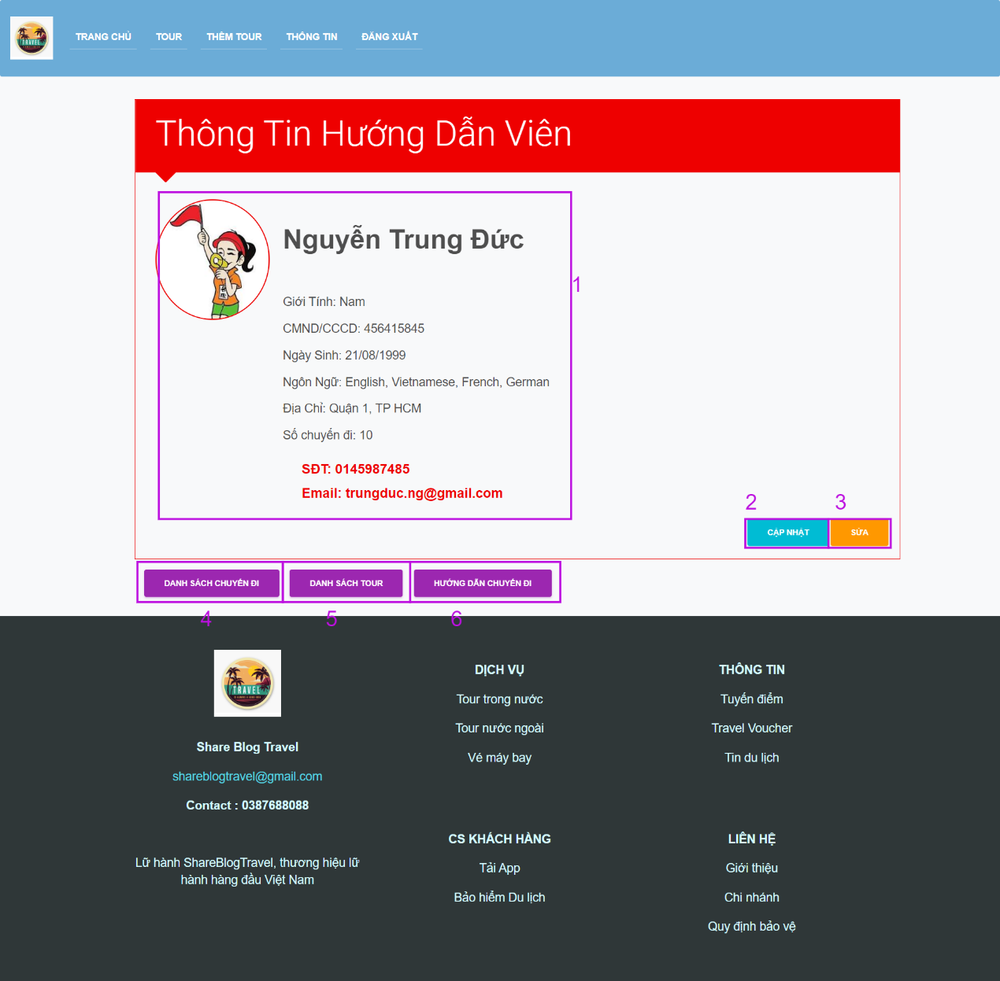 TRAVEL
TRANG CHỦ
TOUR
THÊM TOUR
THÔNG TIN
ĐĂNG XUẤT
Thông Tin Hướng Dẫn Viên
Nguyễn Trung Đức
1
Giới Tính: Nam
CMND/CCCD: 456415845
Ngày Sinh: 21/08/1999
Ngôn Ngữ: English, Vietnamese, French, German
Địa Chỉ: Quận 1, TP HCM
Số chuyến đi: 10
SĐT: 0145987485
Email: trungduc.ng@gmail.com
2
3
CẬP NHẬT
SỬA
DANH SÁCH CHUYẾN ĐI
DANH SÁCH TOUR
HƯỚNG DẪN CHUYẾN ĐI
4
5
6
TRAVEL
Share Blog Travel
shareblogtravel@gmail.com
Contact : 0387688088
Lữ hành ShareBlogTravel, thương hiệu lữ
hành hàng đầu Việt Nam
DỊCH VỤ
Tour trong nước
Tour nước ngoài
Vé máy bay
THÔNG TIN
Tuyến điểm
Travel Voucher
Tin du lịch
CS KHÁCH HÀNG
Tải App
Bảo hiểm Du lịch
LIÊN HỆ
Giới thiệu
Chi nhánh
Quy định bảo vệ